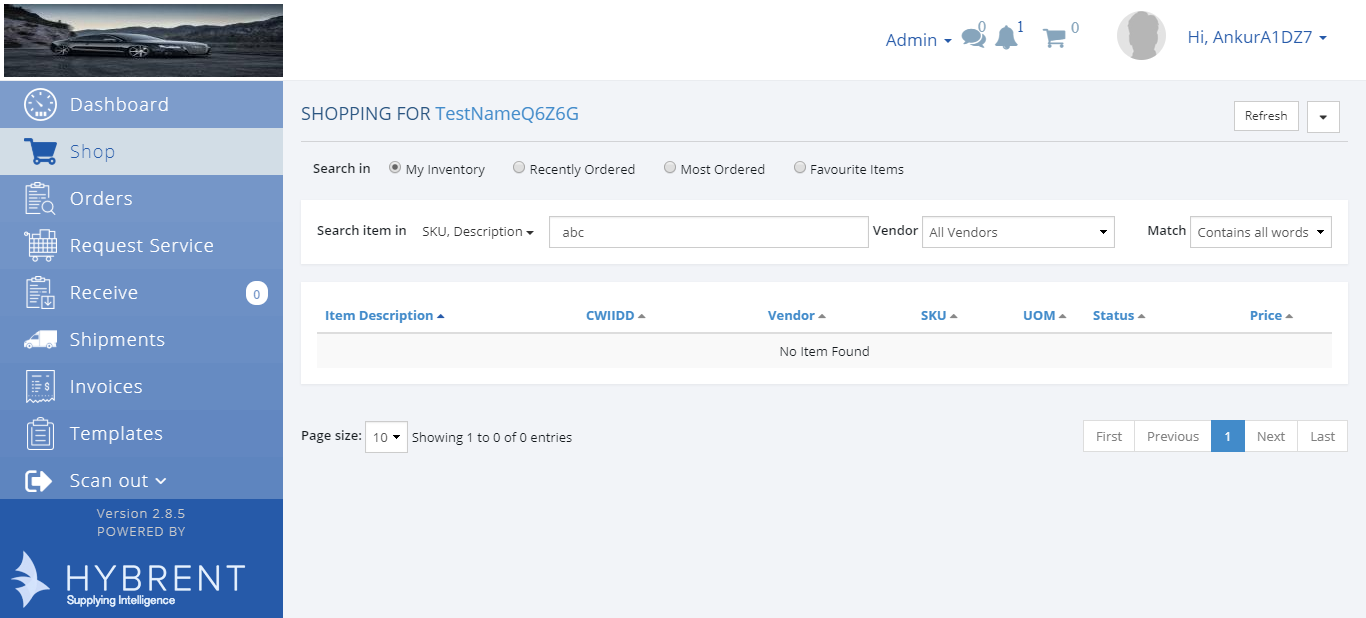 Admin 0 1 0 Hi, AnkurA1DZ7
Dashboard
Shop
Orders
Request Service
Receive 0
Shipments
Invoices
Templates
Scan out
Version 2.8.5
POWERED BY
HYBRENT
Supplying Intelligence
SHOPPING FOR TestNameQ6Z6G Refresh
Search in My Inventory Recently Ordered Most Ordered Favourite Items
Search item in SKU, Description abc Vendor All Vendors Match Contains all words
Item Description CWIIDD Vendor SKU UOM Status Price
No Item Found
Page size: 10 Showing 1 to 0 of 0 entries First Previous 1 Next Last